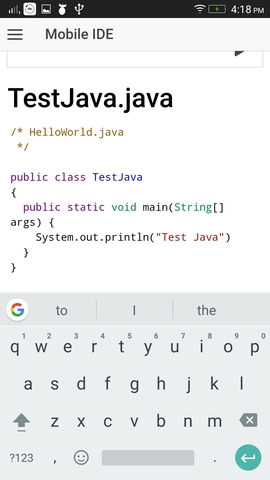 4:18 PM
Mobile IDE
TestJava.java
/* HelloWorld.java
*/
public class TestJava
{
public static void main(String[]
args) {
System.out.println("Test Java")
}
}
G to I the
1 2 3 4 5 6 7 8 9 0
q w e r t y u i o p
a s d f g h j k l
z x c v b n m
?123 , .